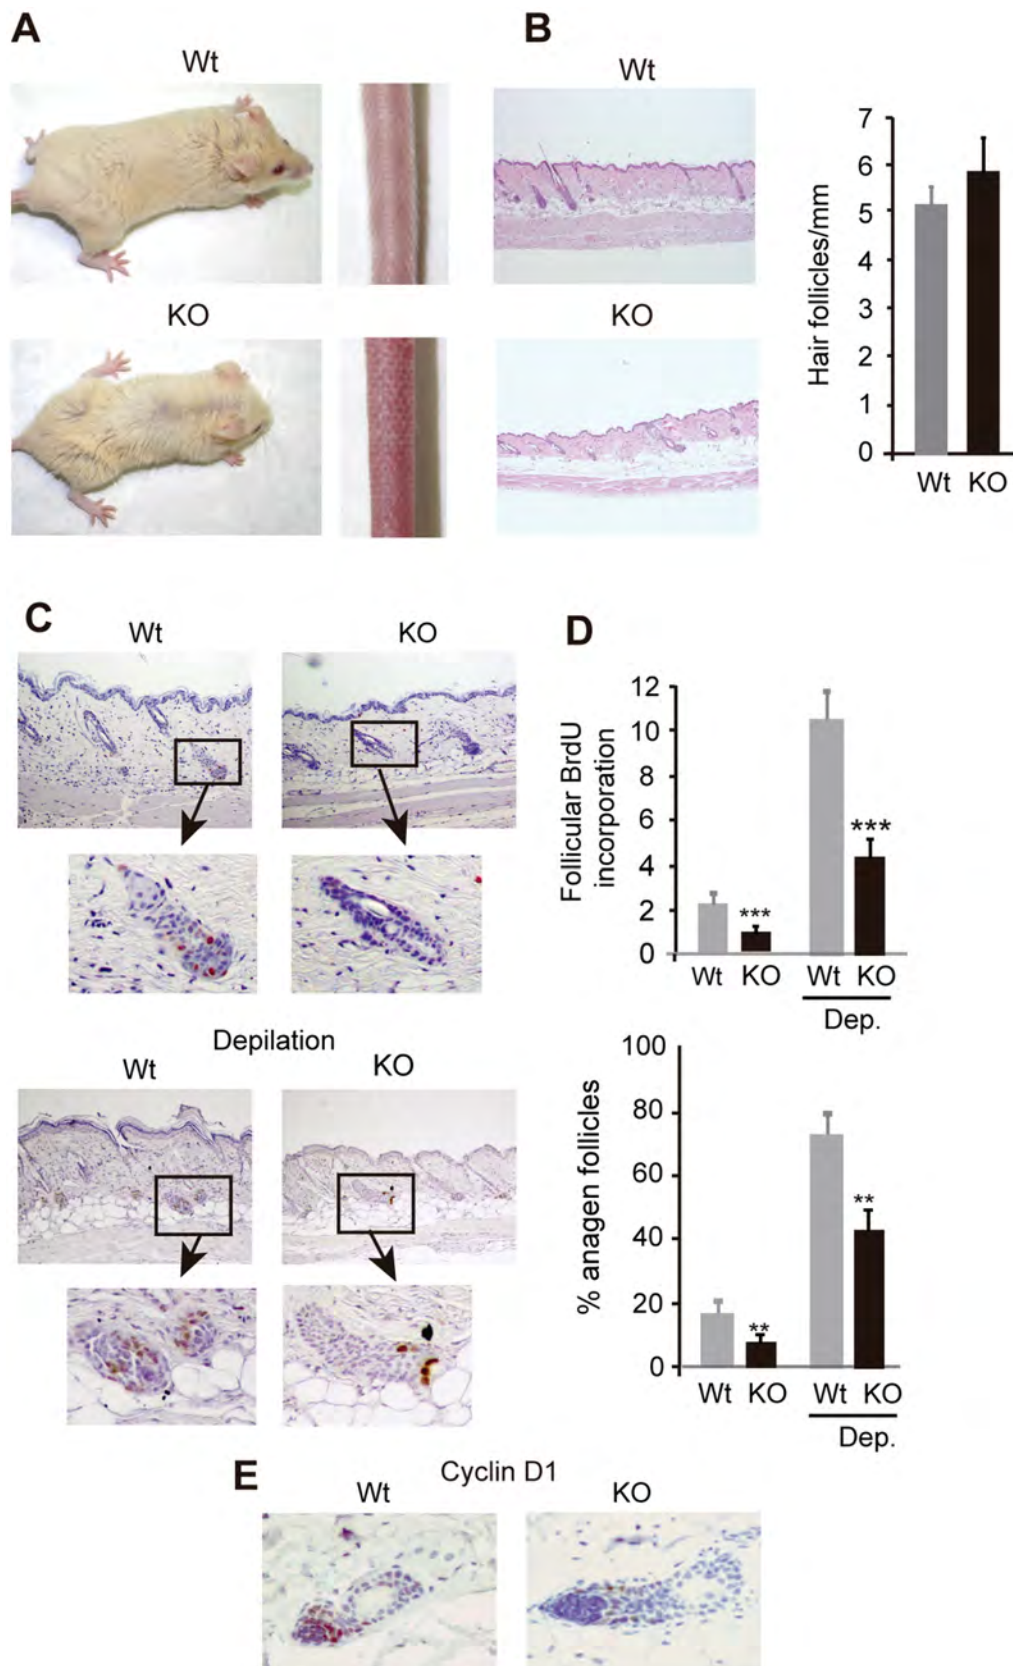 A
Wt
KO
B
Wt
KO
Hair follicles/mm
7
6
5
4
3
2
1
0
Wt KO
C
Wt KO
Depilation
Wt KO
D
Follicular BrdU
incorporation
12
10
8
6
4
2
0
***
***
Wt KO Wt KO
Dep.
% anagen follicles
100
80
60
40
20
0
**
**
Wt KO Wt KO
Dep.
E
Cyclin D1
Wt KO